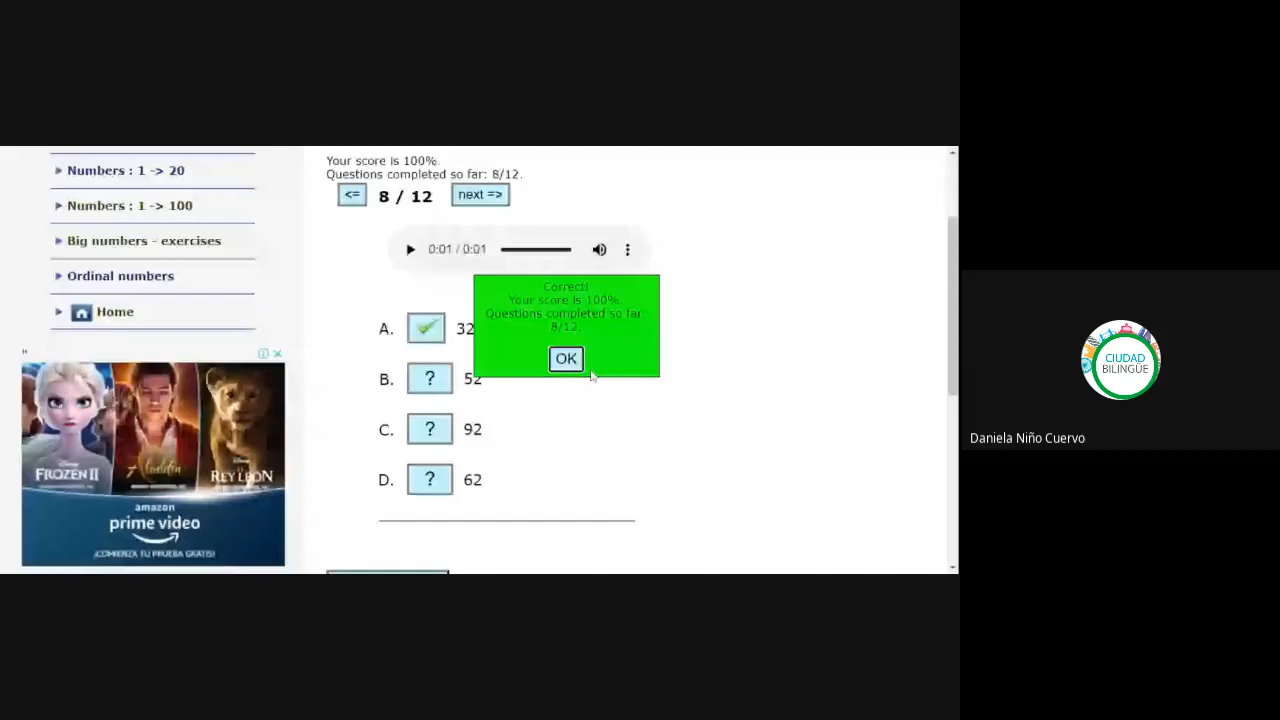 Numbers : 1 -> 20
Numbers : 1 -> 100
Big numbers - exercises
Ordinal numbers
Home
FROZEN II
Aladdin
REY LEON
amazon
prime video
¡COMIENZA TU PRUEBA GRATIS!
Your score is 100%.
Questions completed so far: 8/12.
<= 8 / 12 next =>
0:01 / 0:01
Correct!
Your score is 100%.
Questions completed so far:
8/12.
OK
A. 32
B. ? 52
C. ? 92
D. ? 62
CIUDAD
BILINGÜE
Daniela Niño Cuervo